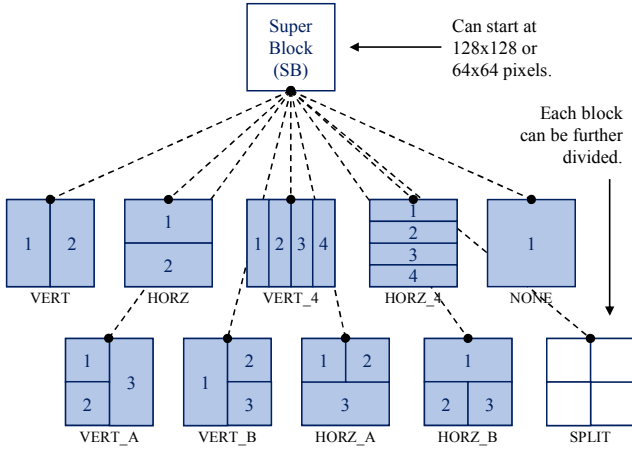 Super
Block
(SB)
Can start at
128x128 or
64x64 pixels.
Each block
can be further
divided.
1 2
VERT
1
2
HORZ
1 2 3 4
VERT_4
1
2
3
4
HORZ_4
1
NONE
1
2
3
VERT_A
1
2
3
VERT_B
1 2
3
HORZ_A
1
2 3
HORZ_B
SPLIT